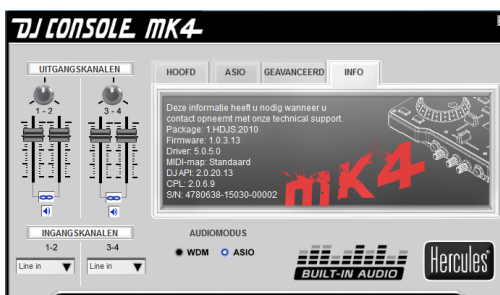 DJ CONSOLE MK4
UITGANGSKANALEN
1 - 2
3 - 4
HOOFD
ASIO
GEAVANCEERD
INFO
Deze informatie heeft u nodig wanneer u
contact opneemt met onze technical support.
Package: 1.HDJS.2010
Firmware: 1.0.3.13
Driver: 5.0.5.0
MIDI-map: Standaard
DJ API: 2.0.20.13
CPL: 2.0.6.9
S/N: 4780638-15030-00002
mK4
INGANGSKANALEN
1-2
3-4
Line in
Line in
AUDIOMODUS
WDM
ASIO
BUILT-IN AUDIO
Hercules